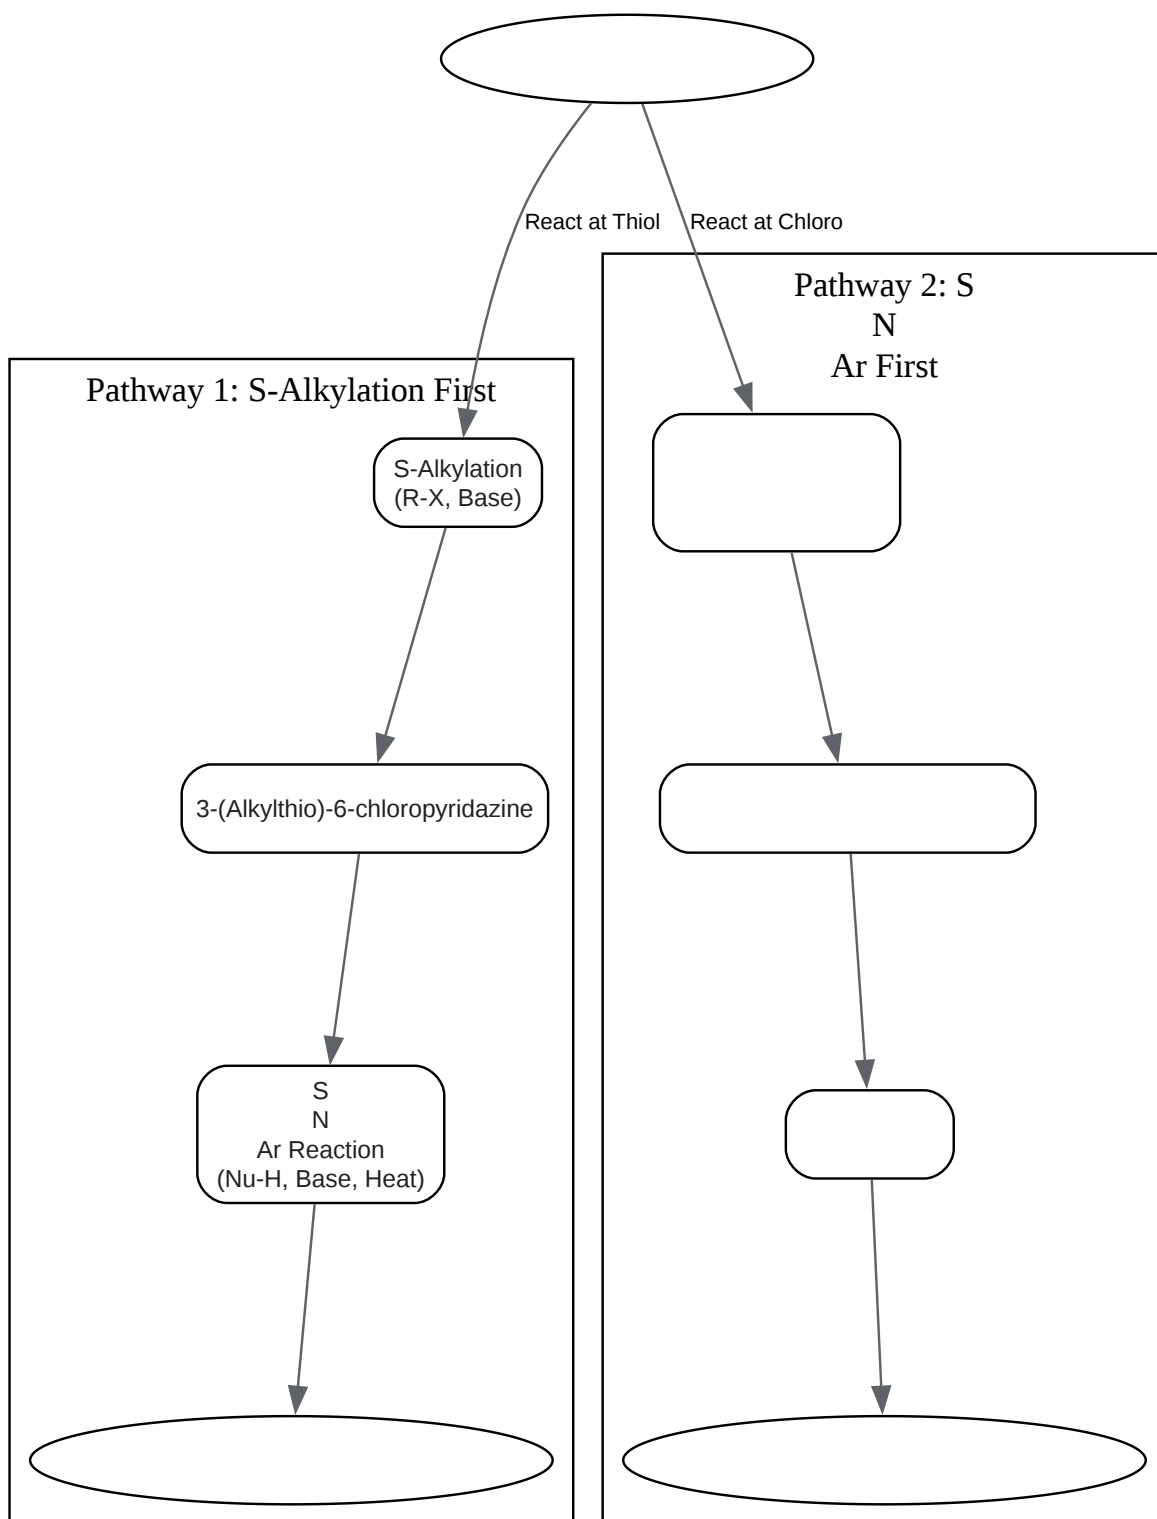 React at Thiol
React at Chloro
Pathway 2: S
N
Ar First
Pathway 1: S-Alkylation First
S-Alkylation
(R-X, Base)
3-(Alkylthio)-6-chloropyridazine
S
N
Ar Reaction
(Nu-H, Base, Heat)